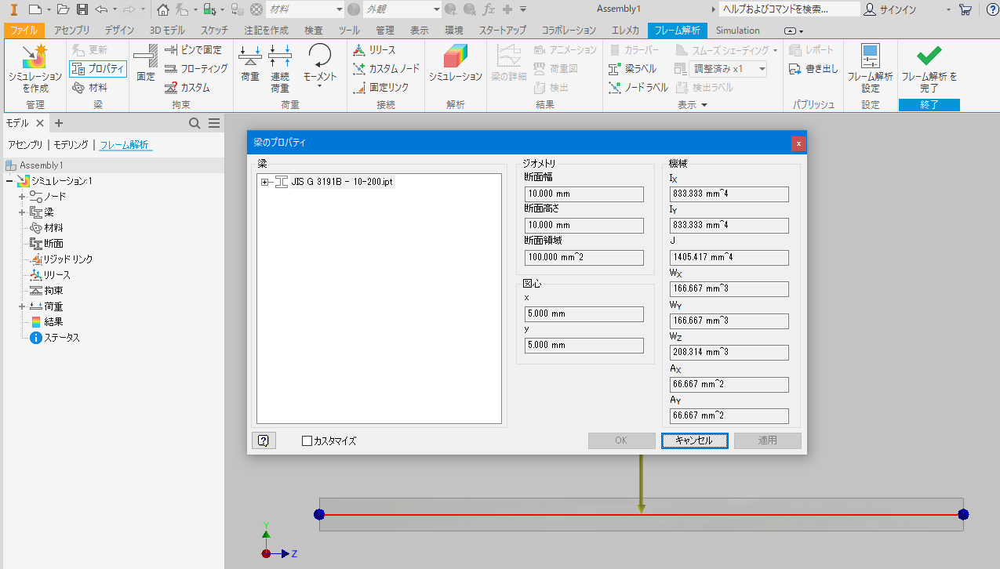 材料 外観 fx Assembly1 ヘルプおよびコマンドを検索... サインイン
ファイル アセンブリ デザイン 3D モデル スケッチ 注記を作成 検査 ツール 管理 表示 環境 スタートアップ コラボレーション エレメカ フレーム解析 Simulation
シミュレーション を作成
管理
更新
プロパティ
材料
梁
固定
ピンで固定
フローティング
カスタム
拘束
荷重
連続 荷重
モーメント
荷重
リリース
カスタム ノード
固定リンク
接続
シミュレーション
解析
梁の詳細
アニメーション
荷重図
検出
結果
カラーバー
梁ラベル
ノード ラベル
スムーズ シェーディング
調整済み x1
検出ラベル
表示
レポート
書き出し
パブリッシュ
フレーム解析 設定
設定
フレーム解析 を 完了
終了
モデル
アセンブリ | モデリング | フレーム解析
Assembly1
シミュレーション:1
ノード
梁
材料
断面
リジッド リンク
リリース
拘束
荷重
結果
ステータス
梁のプロパティ
x
梁
JIS G 3191B - 10-200.ipt
ジオメトリ
断面幅
10.000 mm
断面高さ
10.000 mm
断面領域
100.000 mm^2
図心
x
5.000 mm
y
5.000 mm
機械
IX
833.333 mm^4
IY
833.333 mm^4
J
1405.417 mm^4
WX
166.667 mm^3
WY
166.667 mm^3
WZ
208.314 mm^3
AX
66.667 mm^2
AY
66.667 mm^2
?
カスタマイズ
OK キャンセル 適用
Y
Z